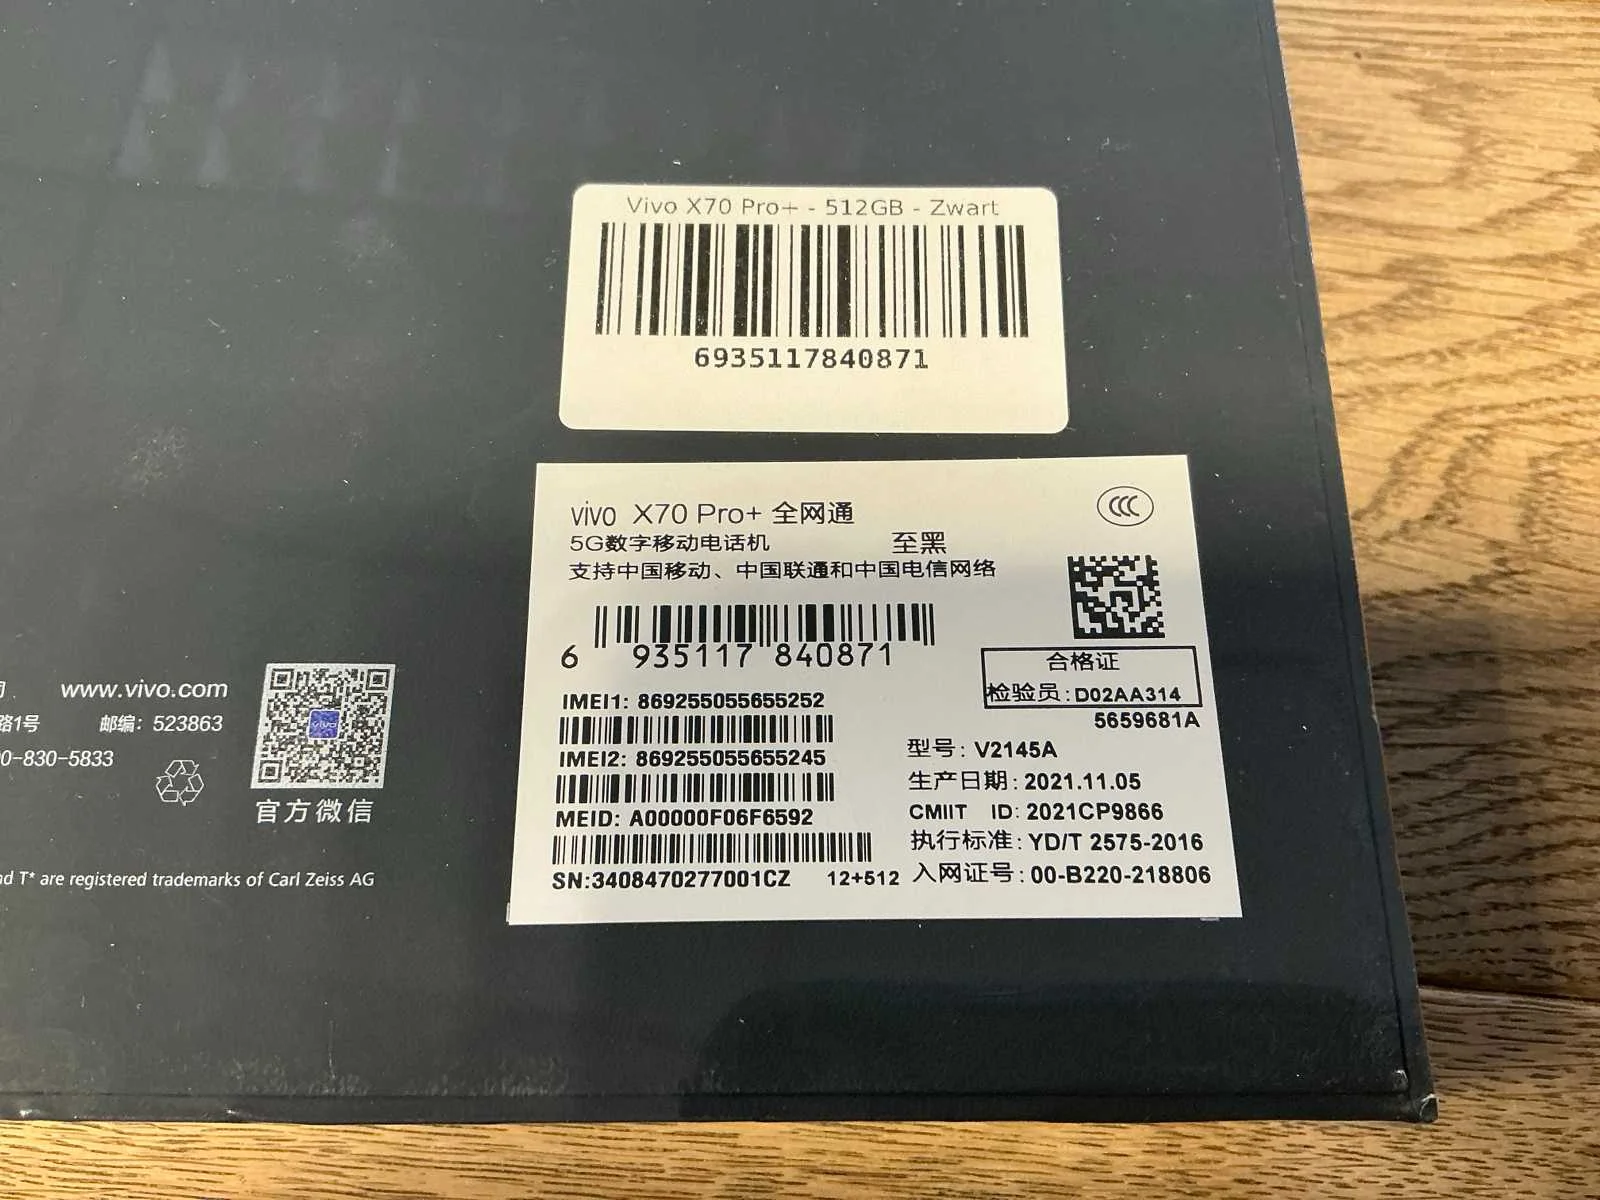 Vivo X70 Pro+ - 512GB - Zwart
6935117840871
vivo X70 Pro+ 全网通
5G数字移动电话机 至黑
支持中国移动、中国联通和中国电信网络
6 935117 840871
合格证
检验员:D02AA314
5659681A
IMEI1: 869255055655252
IMEI2: 869255055655245
MEID: A00000F06F6592
SN:3408470277001CZ 12+512
型号: V2145A
生产日期: 2021.11.05
CMIIT ID: 2021CP9866
执行标准: YD/T 2575-2016
入网证号: 00-B220-218806
www.vivo.com
路1号 邮编: 523863
0-830-5833
vivo
官方微信
T* are registered trademarks of Carl Zeiss AG